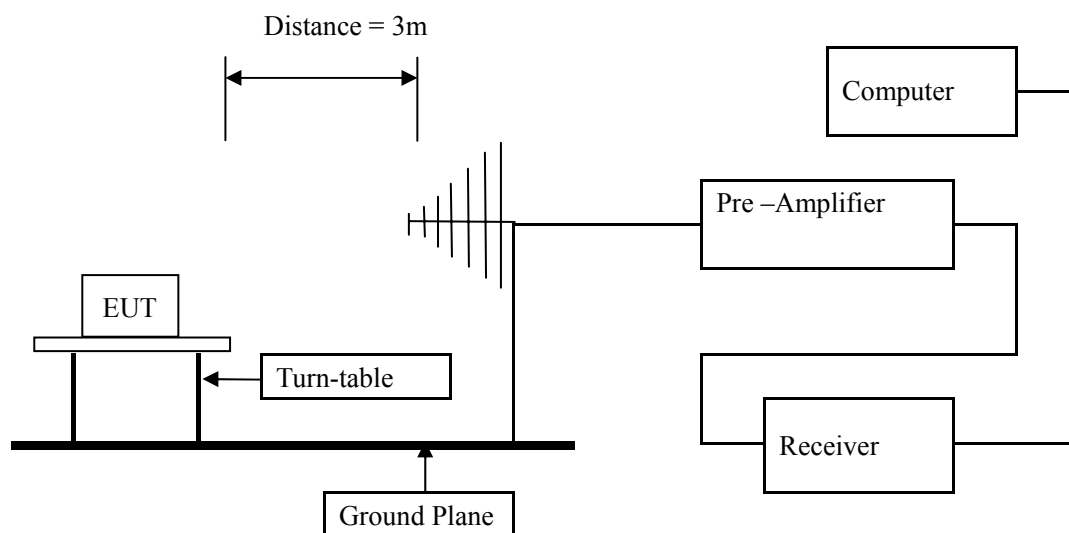 Distance = 3m
Computer
Pre –Amplifier
EUT
Turn-table
Receiver
Ground Plane